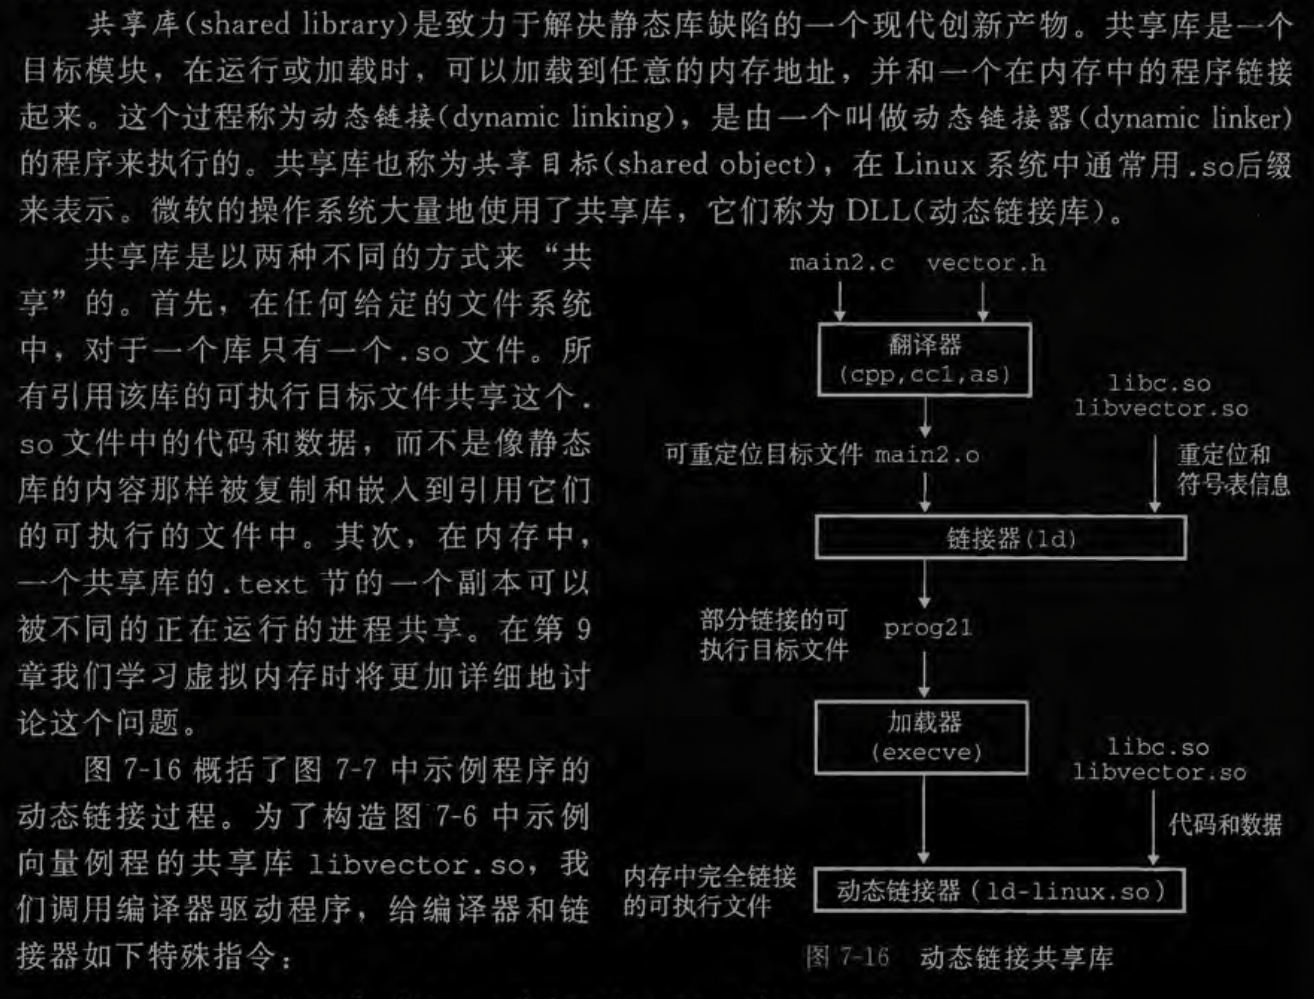 共享库(shared library)是致力于解决静态库缺陷的一个现代创新产物。共享库是一个
目标模块，在运行或加载时，可以加载到任意的内存地址，并和一个在内存中的程序链接
起来。这个过程称为动态链接(dynamic linking)，是由一个叫做动态链接器(dynamic linker)
的程序来执行的。共享库也称为共享目标(shared object)，在 Linux 系统中通常用.so后缀
来表示。微软的操作系统大量地使用了共享库，它们称为 DLL(动态链接库)。
共享库是以两种不同的方式来“共
享”的。首先，在任何给定的文件系统
中，对于一个库只有一个.so 文件。所
有引用该库的可执行目标文件共享这个.
so 文件中的代码和数据，而不是像静态
库的内容那样被复制和嵌入到引用它们
的可执行的文件中。其次，在内存中，
一个共享库的.text 节的一个副本可以
被不同的正在运行的进程共享。在第 9
章我们学习虚拟内存时将更加详细地讨
论这个问题。
图 7-16 概括了图 7-7 中示例程序的
动态链接过程。为了构造图 7-6 中示例
向量例程的共享库 libvector.so，我
们调用编译器驱动程序，给编译器和链
接器如下特殊指令：
main2.c vector.h
翻译器
(cpp,cc1,as)
libc.so
libvector.so
可重定位目标文件 main2.o
重定位和
符号表信息
链接器(ld)
部分链接的可
执行目标文件
prog21
加载器
(execve)
libc.so
libvector.so
代码和数据
内存中完全链接
的可执行文件
动态链接器（ld-linux.so）
图 7-16 动态链接共享库